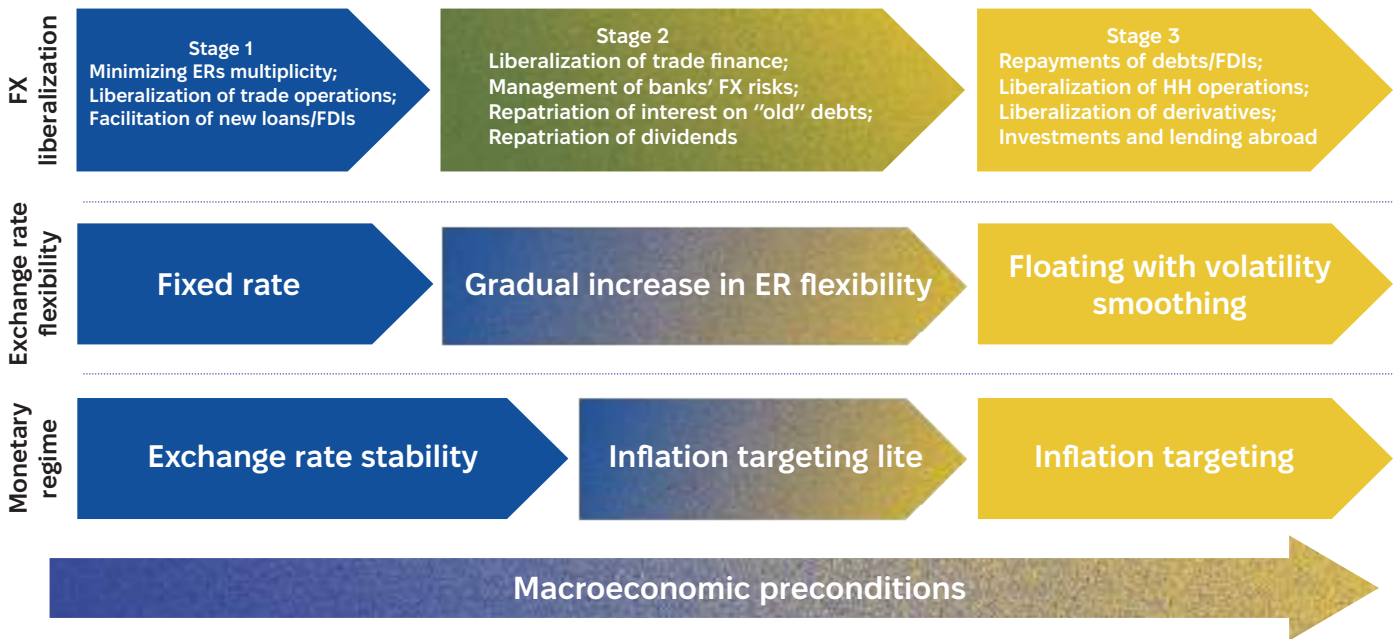 FX
liberalization
Stage 1
Minimizing ERs multiplicity;
Liberalization of trade operations;
Facilitation of new loans/FDIs
Stage 2
Liberalization of trade finance;
Management of banks’ FX risks;
Repatriation of interest on “old” debts;
Repatriation of dividends
Stage 3
Repayments of debts/FDIs;
Liberalization of HH operations;
Liberalization of derivatives;
Investments and lending abroad
Exchange rate
flexibility
Fixed rate
Gradual increase in ER flexibility
Floating with volatility
smoothing
Monetary
regime
Exchange rate stability
Inflation targeting lite
Inflation targeting
Macroeconomic preconditions